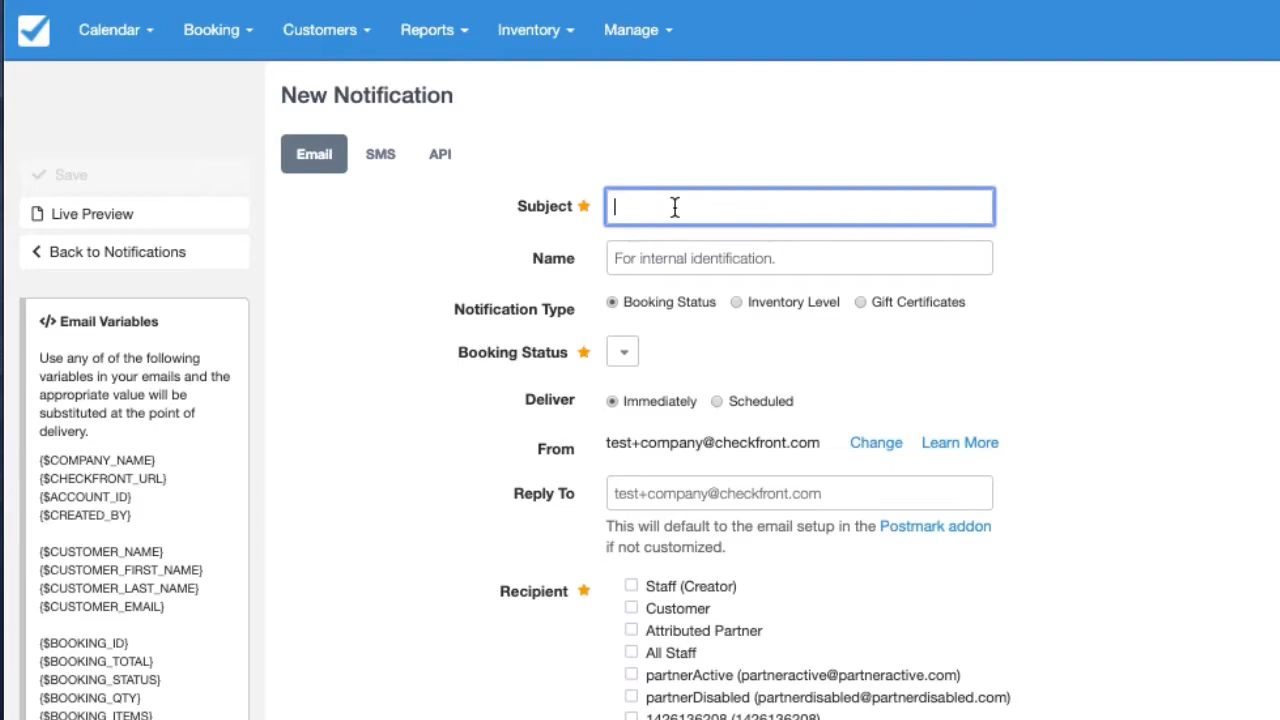 Calendar Booking Customers Reports Inventory Manage
New Notification
Email SMS API
Save
Live Preview
Back to Notifications
</> Email Variables
Use any of of the following
variables in your emails and the
appropriate value will be
substituted at the point of
delivery.
{$COMPANY_NAME}
{$CHECKFRONT_URL}
{$ACCOUNT_ID}
{$CREATED_BY}
{$CUSTOMER_NAME}
{$CUSTOMER_FIRST_NAME}
{$CUSTOMER_LAST_NAME}
{$CUSTOMER_EMAIL}
{$BOOKING_ID}
{$BOOKING_TOTAL}
{$BOOKING_STATUS}
{$BOOKING_QTY}
{$BOOKING_ITEMS}
Subject
Name For internal identification.
Notification Type Booking Status Inventory Level Gift Certificates
Booking Status
Deliver Immediately Scheduled
From test+company@checkfront.com Change Learn More
Reply To test+company@checkfront.com
This will default to the email setup in the Postmark addon
if not customized.
Recipient Staff (Creator)
Customer
Attributed Partner
All Staff
partnerActive (partneractive@partneractive.com)
partnerDisabled (partnerdisabled@partnerdisabled.com)
1426136208 (1426136208)